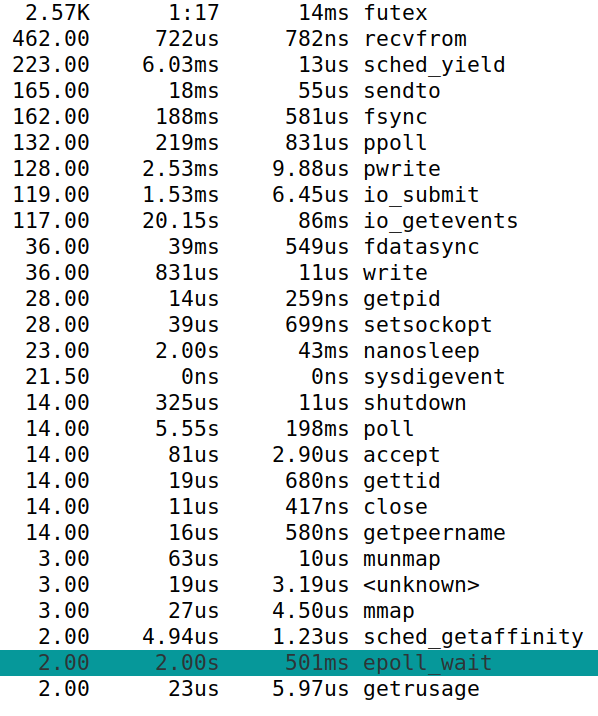 2.57K 1:17 14ms futex
462.00 722us 782ns recvfrom
223.00 6.03ms 13us sched_yield
165.00 18ms 55us sendto
162.00 188ms 581us fsync
132.00 219ms 831us ppoll
128.00 2.53ms 9.88us pwrite
119.00 1.53ms 6.45us io_submit
117.00 20.15s 86ms io_getevents
36.00 39ms 549us fdatasync
36.00 831us 11us write
28.00 14us 259ns getpid
28.00 39us 699ns setsockopt
23.00 2.00s 43ms nanosleep
21.50 0ns 0ns sysdigevent
14.00 325us 11us shutdown
14.00 5.55s 198ms poll
14.00 81us 2.90us accept
14.00 19us 680ns gettid
14.00 11us 417ns close
14.00 16us 580ns getpeername
3.00 63us 10us munmap
3.00 19us 3.19us <unknown>
3.00 27us 4.50us mmap
2.00 4.94us 1.23us sched_getaffinity
2.00 2.00s 501ms epoll_wait
2.00 23us 5.97us getrusage